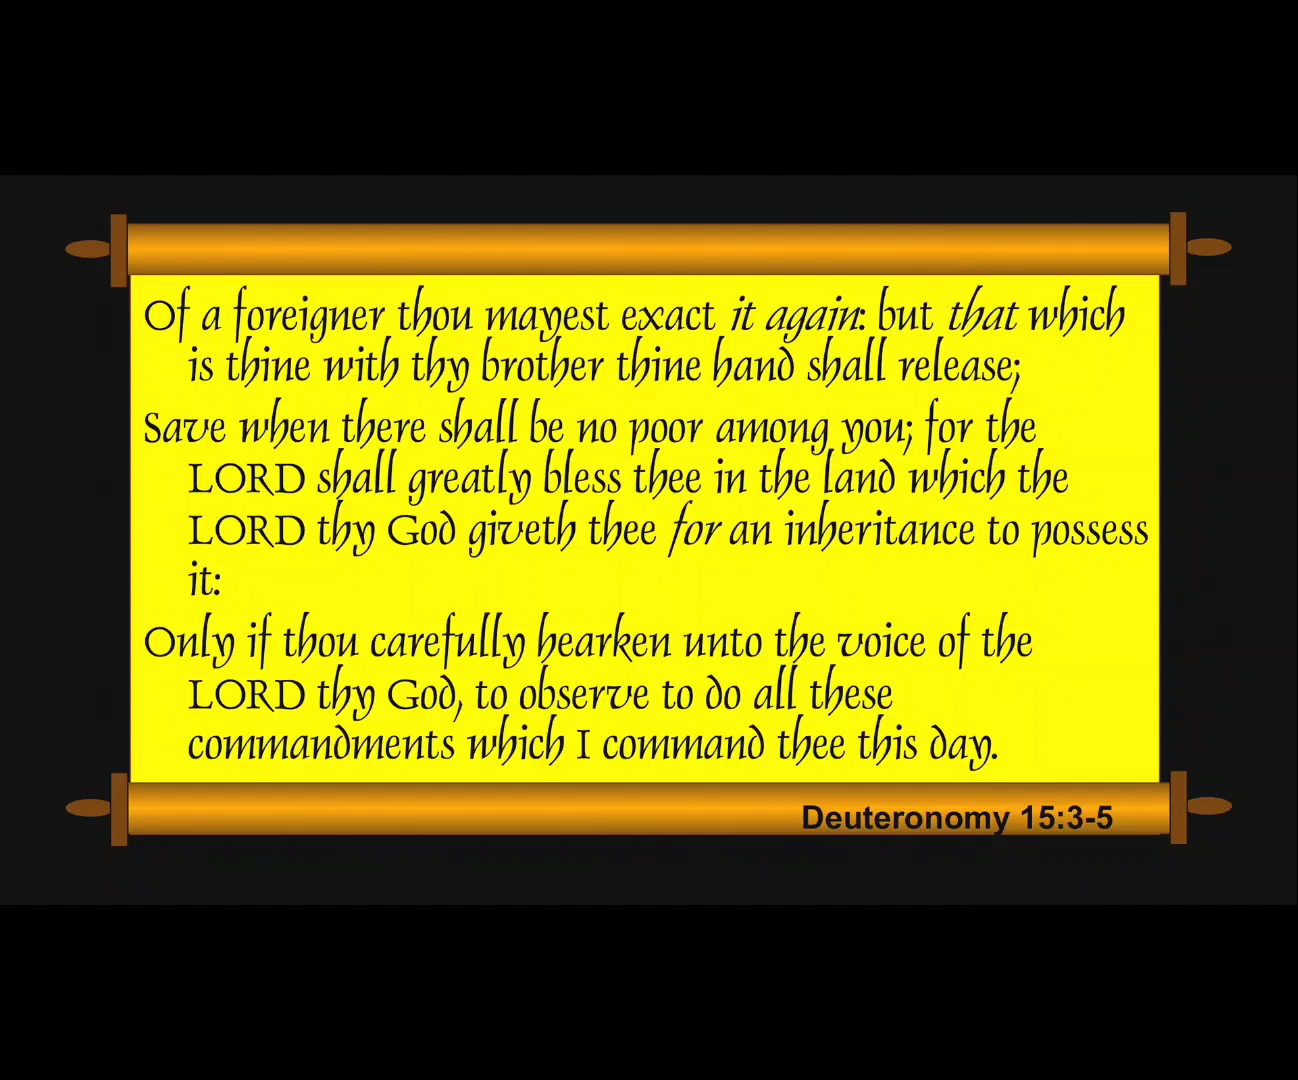 Of a foreigner thou mayest exact it again: but that which
is thine with thy brother thine hand shall release;
Save when there shall be no poor among you; for the
LORD shall greatly bless thee in the land which the
LORD thy God giveth thee for an inheritance to possess
it:
Only if thou carefully hearken unto the voice of the
LORD thy God, to observe to do all these
commandments which I command thee this day.
Deuteronomy 15:3-5